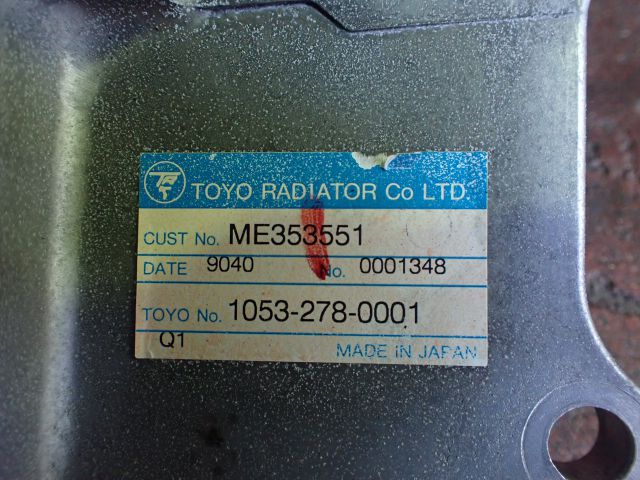 TOYO RADIATOR Co LTD.
CUST No. ME353551
DATE 9040 No. 0001348
TOYO No. 1053-278-0001
Q1
MADE IN JAPAN